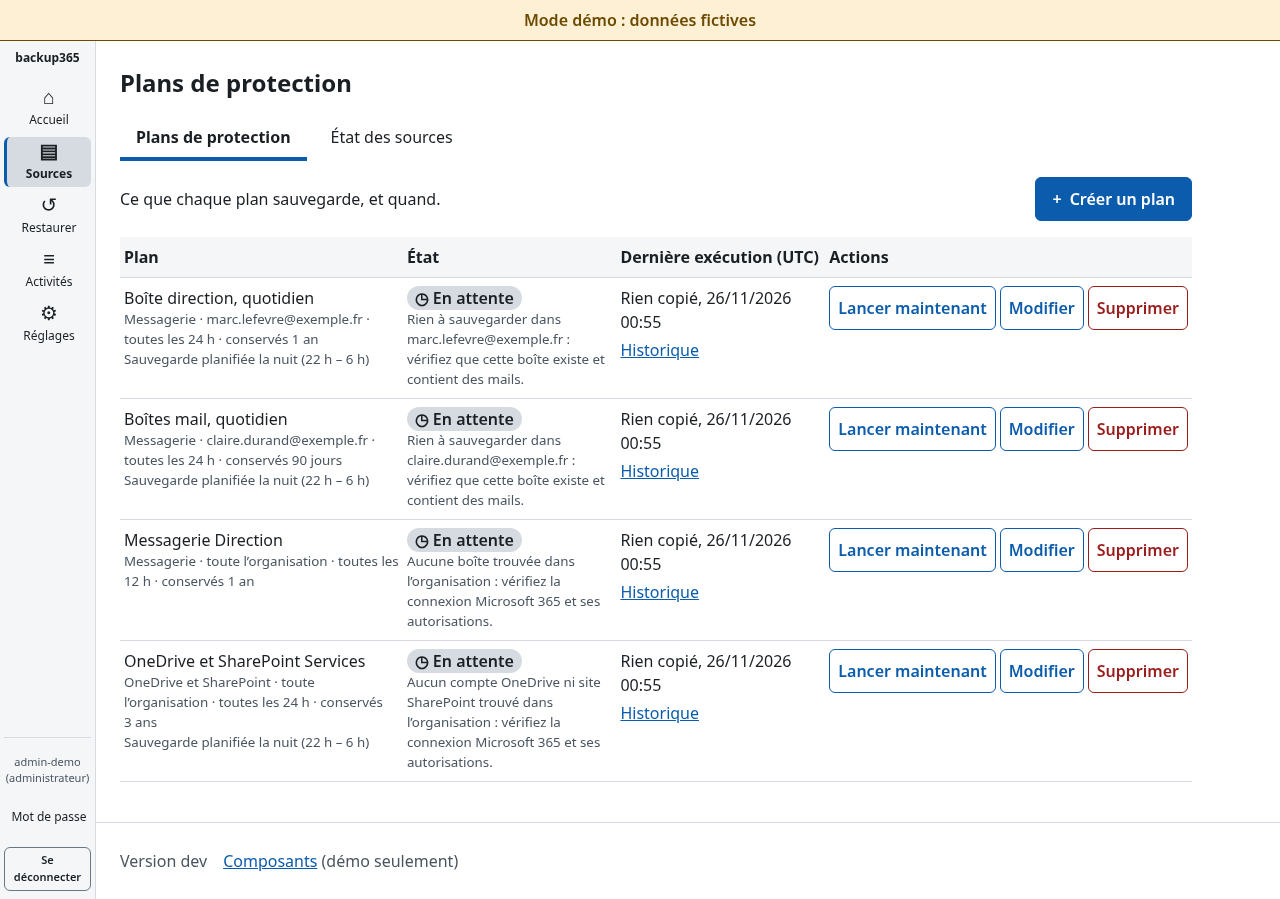 Mode démo : données fictives
backup365
Accueil
Sources
Restaurer
Activités
Réglages
admin-demo
(administrateur)
Mot de passe
Se
déconnecter
Plans de protection
Plans de protection
État des sources
Ce que chaque plan sauvegarde, et quand.
+ Créer un plan
Plan État Dernière exécution (UTC) Actions
Boîte direction, quotidien
Messagerie · marc.lefevre@exemple.fr ·
toutes les 24 h · conservés 1 an
Sauvegarde planifiée la nuit (22 h – 6 h)
En attente
Rien à sauvegarder dans
marc.lefevre@exemple.fr :
vérifiez que cette boîte existe et
contient des mails.
Rien copié, 26/11/2026
00:55
Historique
Lancer maintenant Modifier Supprimer
Boîtes mail, quotidien
Messagerie · claire.durand@exemple.fr ·
toutes les 24 h · conservés 90 jours
Sauvegarde planifiée la nuit (22 h – 6 h)
En attente
Rien à sauvegarder dans
claire.durand@exemple.fr :
vérifiez que cette boîte existe et
contient des mails.
Rien copié, 26/11/2026
00:55
Historique
Lancer maintenant Modifier Supprimer
Messagerie Direction
Messagerie · toute l’organisation · toutes les
12 h · conservés 1 an
En attente
Aucune boîte trouvée dans
l’organisation : vérifiez la
connexion Microsoft 365 et ses
autorisations.
Rien copié, 26/11/2026
00:55
Historique
Lancer maintenant Modifier Supprimer
OneDrive et SharePoint Services
OneDrive et SharePoint · toute
l’organisation · toutes les 24 h · conservés
3 ans
Sauvegarde planifiée la nuit (22 h – 6 h)
En attente
Aucun compte OneDrive ni site
SharePoint trouvé dans
l’organisation : vérifiez la
connexion Microsoft 365 et ses
autorisations.
Rien copié, 26/11/2026
00:55
Historique
Lancer maintenant Modifier Supprimer
Version dev Composants (démo seulement)